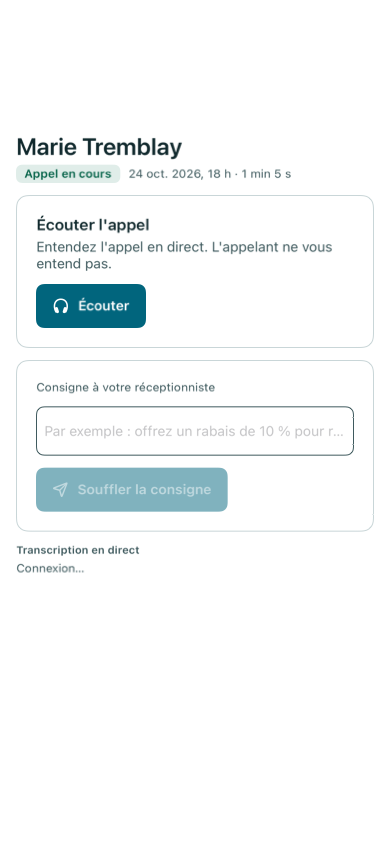 Marie Tremblay
Appel en cours 24 oct. 2026, 18 h · 1 min 5 s
Écouter l'appel
Entendez l'appel en direct. L'appelant ne vous
entend pas.
Écouter
Consigne à votre réceptionniste
Par exemple : offrez un rabais de 10 % pour r...
Souffler la consigne
Transcription en direct
Connexion...